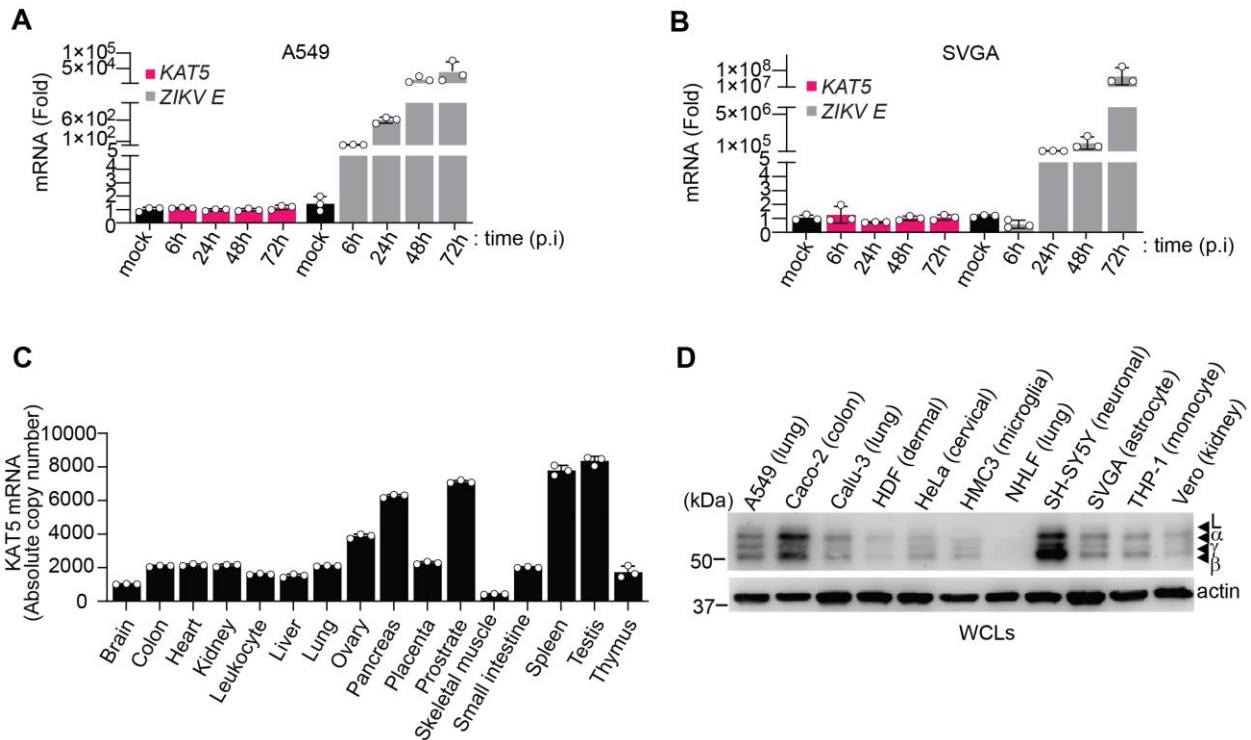 A
A549
mRNA (Fold)
1×10⁵
5×10⁴
6×10²
1×10²
5
4
3
2
1
0
KAT5
ZIKV E
mock
6h
24h
48h
72h
mock
6h
24h
48h
72h
: time (p.i)
B
SVGA
mRNA (Fold)
1×10⁸
1×10⁷
5×10⁶
1×10⁵
5
4
3
2
1
0
KAT5
ZIKV E
mock
6h
24h
48h
72h
mock
6h
24h
48h
72h
: time (p.i)
C
KAT5 mRNA
(Absolute copy number)
10000
8000
6000
4000
2000
0
Brain
Colon
Heart
Kidney
Leukocyte
Liver
Lung
Ovary
Pancreas
Placenta
Prostrate
Skeletal muscle
Small intestine
Spleen
Testis
Thymus
D
(kDa)
A549 (lung)
Caco-2 (colon)
Calu-3 (lung)
HDF (dermal)
HeLa (cervical)
HMC3 (microglia)
NHLF (lung)
SH-SY5Y (neuronal)
SVGA (astrocyte)
THP-1 (monocyte)
Vero (kidney)
L
α
γ
β
50
37
actin
WCLs